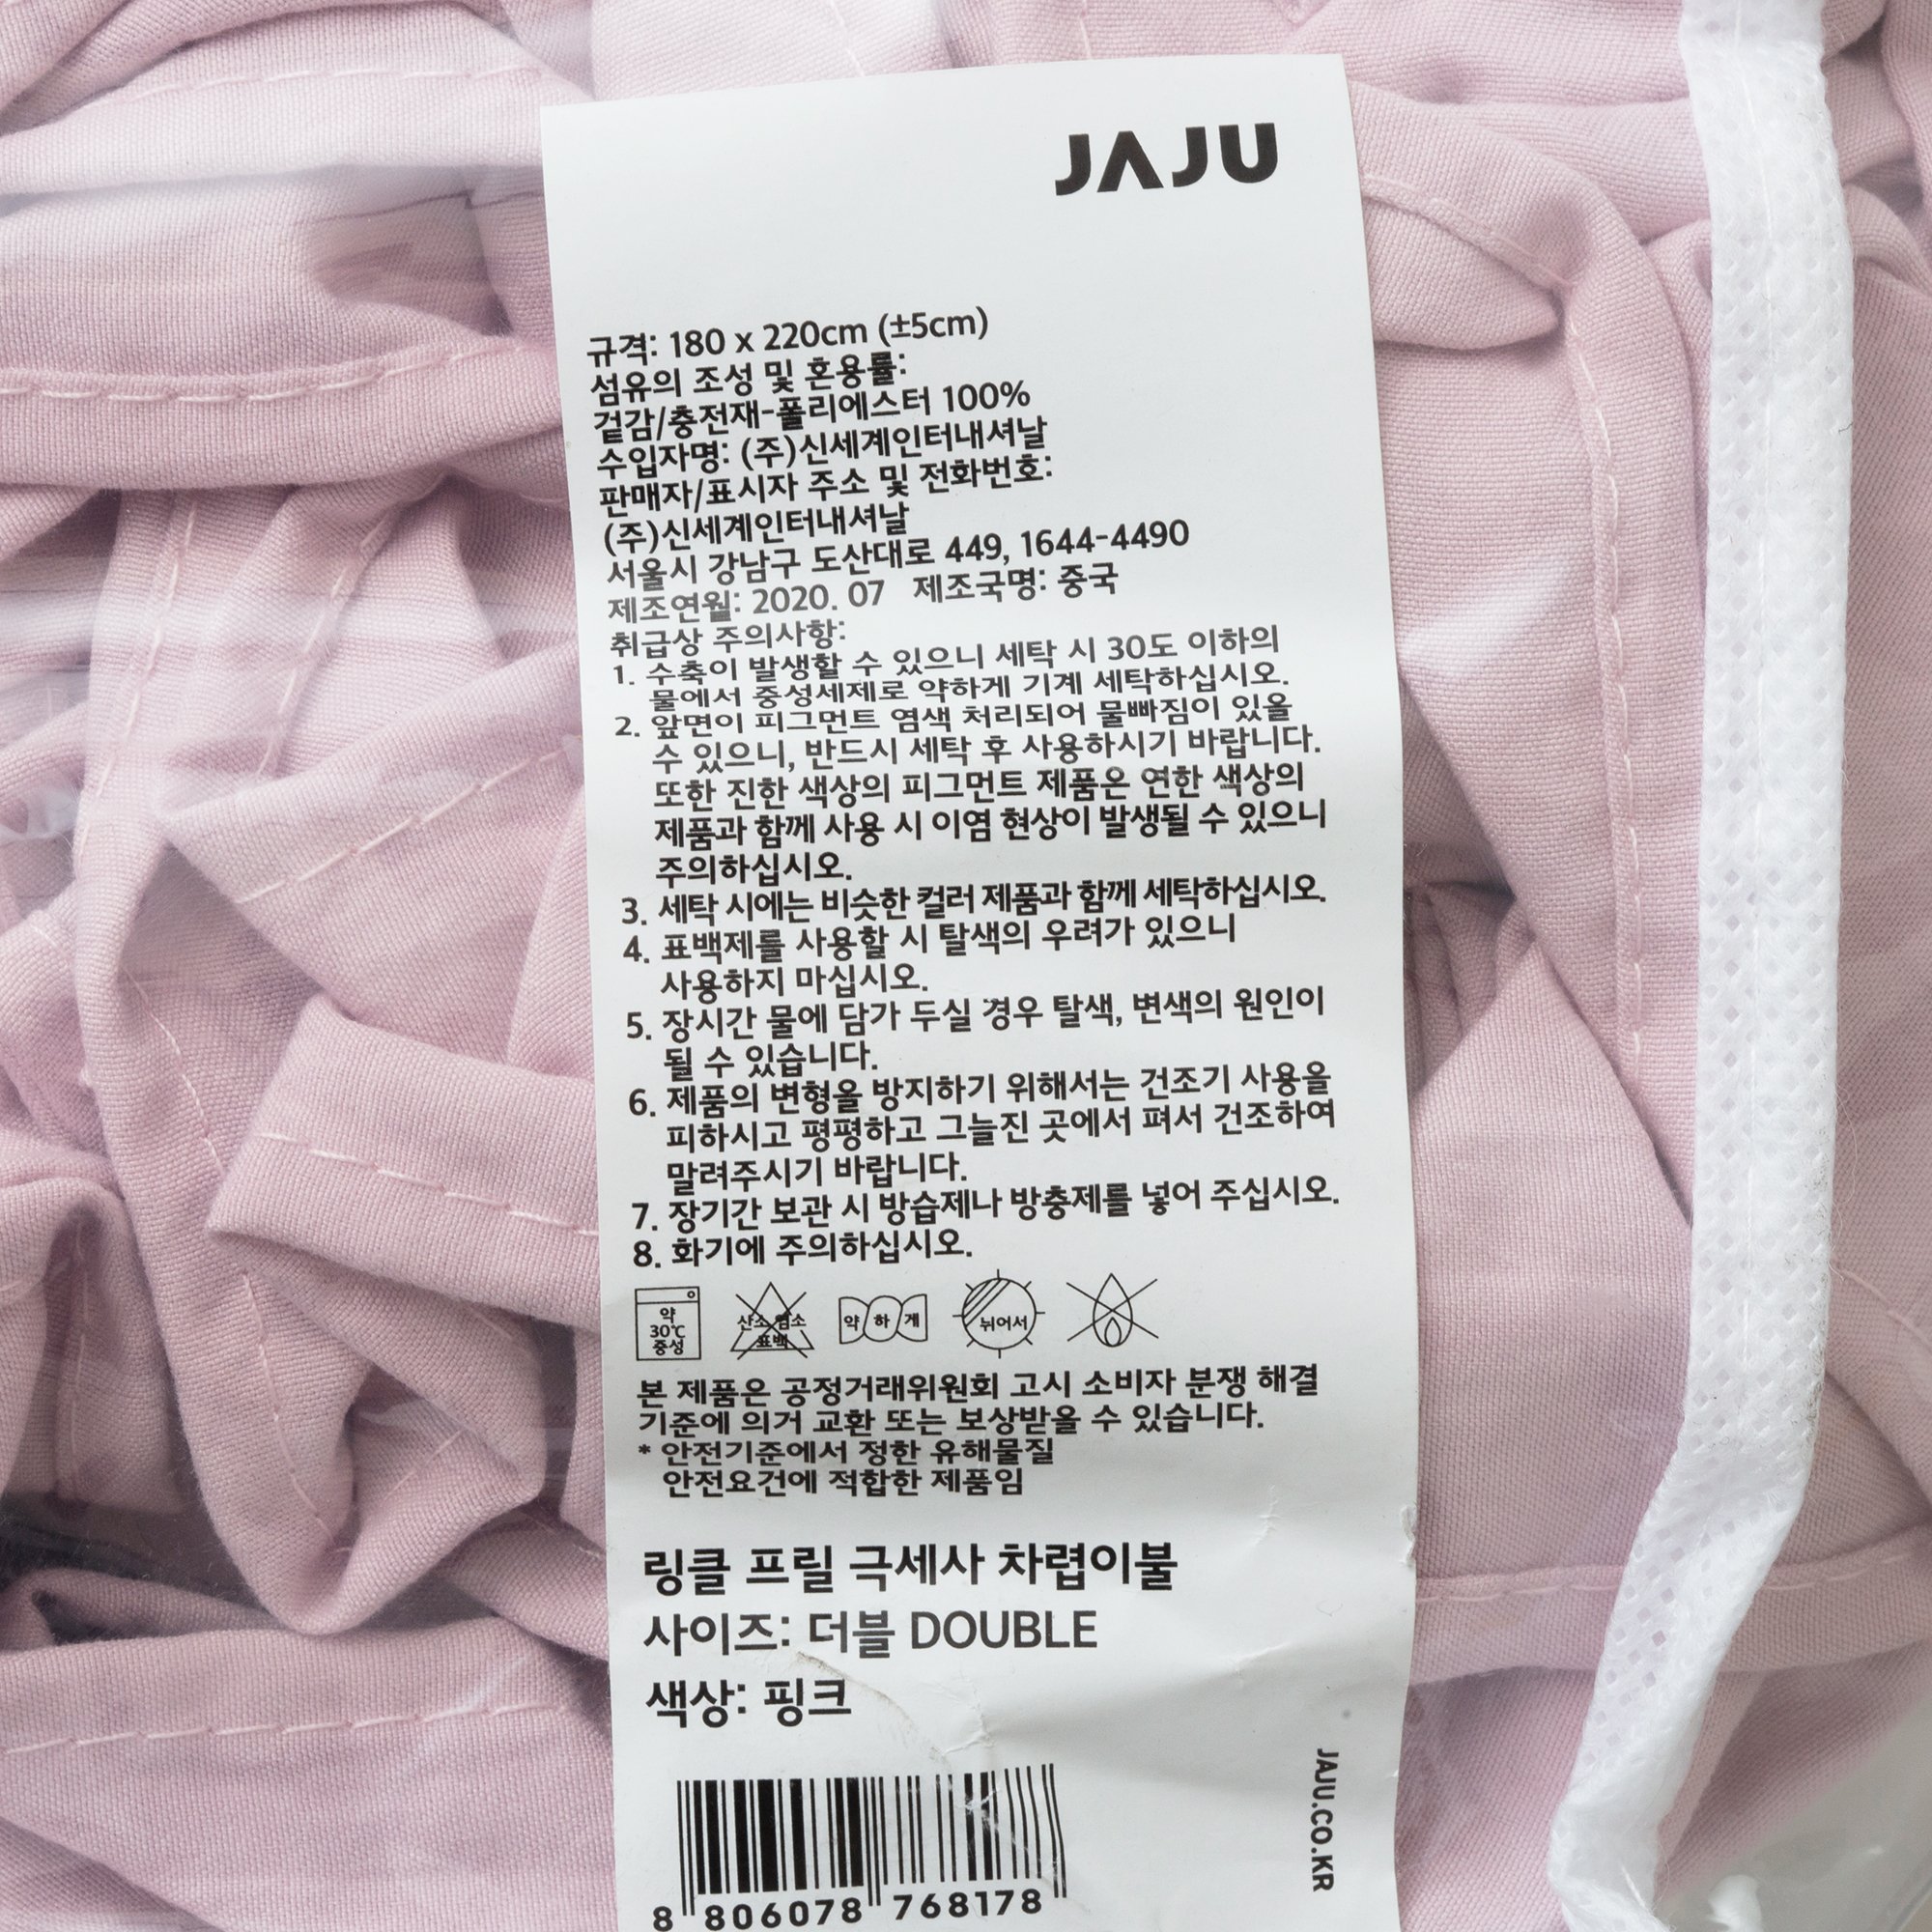 JAJU
규격: 180 x 220cm (±5cm)
섬유의 조성 및 혼용률:
겉감/충전재-폴리에스터 100%
수입자명: (주)신세계인터내셔날
판매자/표시자 주소 및 전화번호:
(주)신세계인터내셔날
서울시 강남구 도산대로 449, 1644-4490
제조연월: 2020. 07 제조국명: 중국
취급상 주의사항:
1. 수축이 발생할 수 있으니 세탁 시 30도 이하의
물에서 중성세제로 약하게 기계 세탁하십시오.
2. 앞면이 피그먼트 염색 처리되어 물빠짐이 있을
수 있으니, 반드시 세탁 후 사용하시기 바랍니다.
또한 진한 색상의 피그먼트 제품은 연한 색상의
제품과 함께 사용 시 이염 현상이 발생될 수 있으니
주의하십시오.
3. 세탁 시에는 비슷한 컬러 제품과 함께 세탁하십시오.
4. 표백제를 사용할 시 탈색의 우려가 있으니
사용하지 마십시오.
5. 장시간 물에 담가 두실 경우 탈색, 변색의 원인이
될 수 있습니다.
6. 제품의 변형을 방지하기 위해서는 건조기 사용을
피하시고 평평하고 그늘진 곳에서 펴서 건조하여
말려주시기 바랍니다.
7. 장기간 보관 시 방습제나 방충제를 넣어 주십시오.
8. 화기에 주의하십시오.
약 30℃ 중성
산소 염소 표백
약하게
뉘어서
본 제품은 공정거래위원회 고시 소비자 분쟁 해결
기준에 의거 교환 또는 보상받을 수 있습니다.
* 안전기준에서 정한 유해물질
안전요건에 적합한 제품임
링클 프릴 극세사 차렵이불
사이즈: 더블 DOUBLE
색상: 핑크
JAJU.CO.KR
8 806078 768178